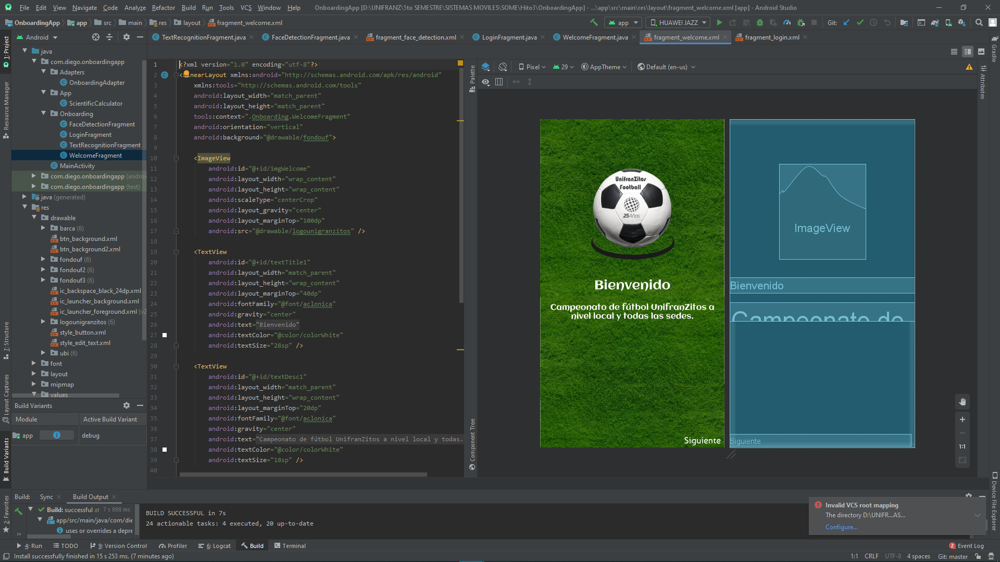 File Edit View Navigate Code Analyze Refactor Build Run Tools VCS Window Help OnboardingApp [D:\UNIFRANZ\5to SEMESTRE\SISTEMAS MOVILES\SOME\Hito3\OnboardingApp] - ...\app\src\main\res\layout\fragment_welcome.xml [app] - Android Studio
OnboardingApp app src main res layout fragment_welcome.xml app HUAWEI JAZZ Git:
Android TextRecognitionFragment.java FaceDetectionFragment.java fragment_face_detection.xml LoginFragment.java WelcomeFragment.java fragment_welcome.xml fragment_login.xml
1: Project
Resource Manager
Z: Structure
Layout Captures
Build Variants
2: Favorites
java
com.diego.onboardingapp
Adapters
OnboardingAdapter
App
ScientificCalculator
Onboarding
FaceDetectionFragment
LoginFragment
TextRecognitionFragment
WelcomeFragment
MainActivity
com.diego.onboardingapp (androi
com.diego.onboardingapp (test)
java (generated)
res
drawable
barca (6)
btn_background.xml
btn_background2.xml
fondouf (6)
fondouf2 (6)
fondouf3 (6)
ic_backspace_black_24dp.xml
ic_launcher_background.xml
ic_launcher_foreground.xml (v2
logounigranzitos (6)
style_button.xml
style_edit_text.xml
ubi (6)
font
layout
mipmap
values
Build Variants
Module Active Build Variant
app debug
1 <?xml version="1.0" encoding="utf-8"?>
2 <LinearLayout xmlns:android="http://schemas.android.com/apk/res/android"
3 xmlns:tools="http://schemas.android.com/tools"
4 android:layout_width="match_parent"
5 android:layout_height="match_parent"
6 tools:context=".Onboarding.WelcomeFragment"
7 android:orientation="vertical"
8 android:background="@drawable/fondouf">
9
10 <ImageView
11 android:id="@+id/imgWelcome"
12 android:layout_width="wrap_content"
13 android:layout_height="wrap_content"
14 android:scaleType="centerCrop"
15 android:layout_gravity="center"
16 android:layout_marginTop="100dp"
17 android:src="@drawable/logounigranzitos" />
18
19 <TextView
20 android:id="@+id/textTitle1"
21 android:layout_width="match_parent"
22 android:layout_height="wrap_content"
23 android:layout_marginTop="40dp"
24 android:fontFamily="@font/aclonica"
25 android:gravity="center"
26 android:text="Bienvenido"
27 android:textColor="@color/colorWhite"
28 android:textSize="28sp" />
29
30 <TextView
31 android:id="@+id/textDesc1"
32 android:layout_width="match_parent"
33 android:layout_height="wrap_content"
34 android:layout_marginTop="20dp"
35 android:fontFamily="@font/aclonica"
36 android:gravity="center"
37 android:text="Campeonato de fútbol UnifranZitos a nivel local y todas.
38 android:textColor="@color/colorWhite"
39 android:textSize="18sp" />
40
Palette
Component Tree
Pixel 29 AppTheme Default (en-us)
UnifranZitos
Football
25Años
Bienvenido
Campeonato de fútbol UnifranZitos a
nivel local y todas las sedes.
Siguiente
ImageView
Bienvenido
Campeonato de
Siguiente
1:1
Gradle
Attributes
Device File Explorer
Build: Sync Build Output
Build: successful at 7 s 898 ms
app/src/main/java/com/die
uses or overrides a depre
BUILD SUCCESSFUL in 7s
24 actionable tasks: 4 executed, 20 up-to-date
Invalid VCS root mapping
The directory D:\UNIFR...AS...
Configure...
4: Run TODO 9: Version Control Profiler 6: Logcat Build Terminal 2 Event Log
Install successfully finished in 15 s 253 ms. (7 minutes ago) 1:1 CRLF UTF-8 4 spaces Git: master